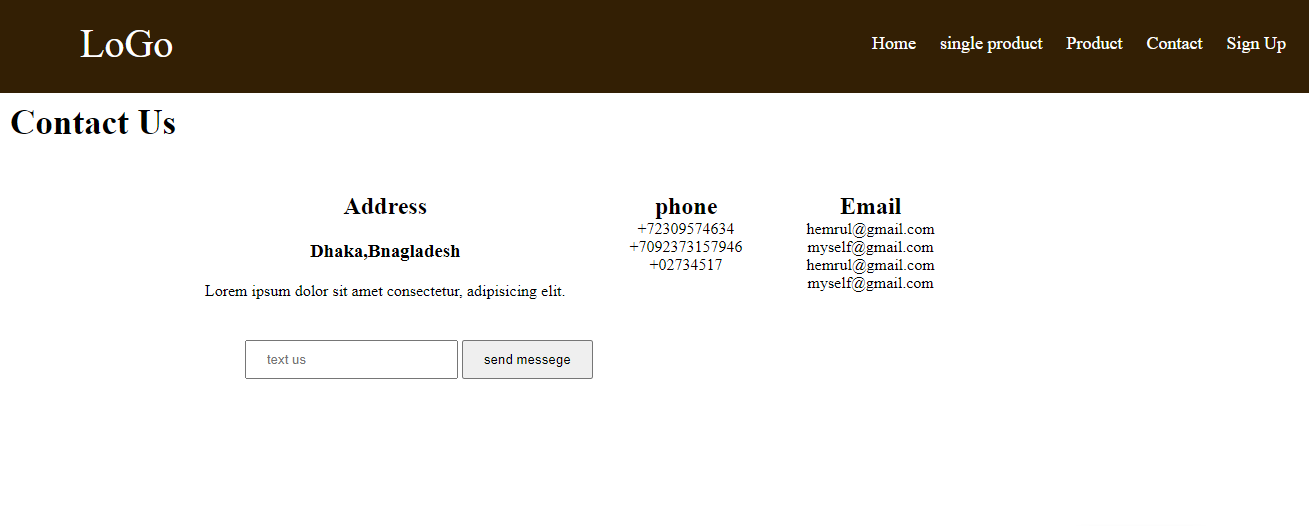 LoGo
Home single product Product Contact Sign Up
Contact Us
Address
Dhaka,Bnagladesh
Lorem ipsum dolor sit amet consectetur, adipisicing elit.
phone
+72309574634
+7092373157946
+02734517
Email
hemrul@gmail.com
myself@gmail.com
hemrul@gmail.com
myself@gmail.com
text us
send messege